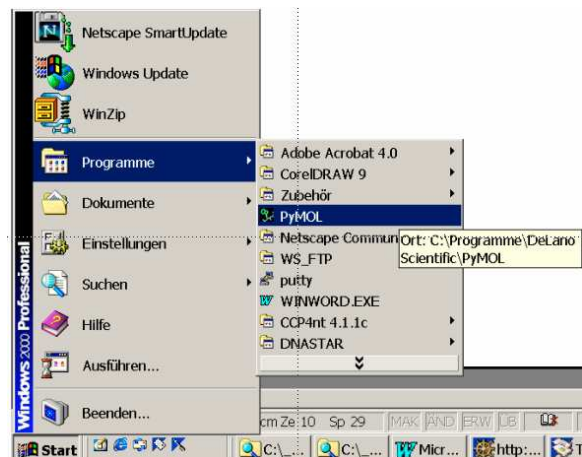 Netscape SmartUpdate
Windows Update
WinZip
Programme
Dokumente
Einstellungen
Suchen
Hilfe
Ausführen...
Beenden...
Windows 2000 Professional
Adobe Acrobat 4.0
CorelDRAW 9
Zubehör
PyMOL
Netscape Commun
WS_FTP
putty
WINWORD.EXE
CCP4nt 4.1.1c
DNASTAR
Ort: C:\Programme\DeLano
Scientific\PyMOL
cm Ze 10 Sp 29 MAK ÄND ERW ÜB
Start C:\_... C:\_... Micr... http:... T